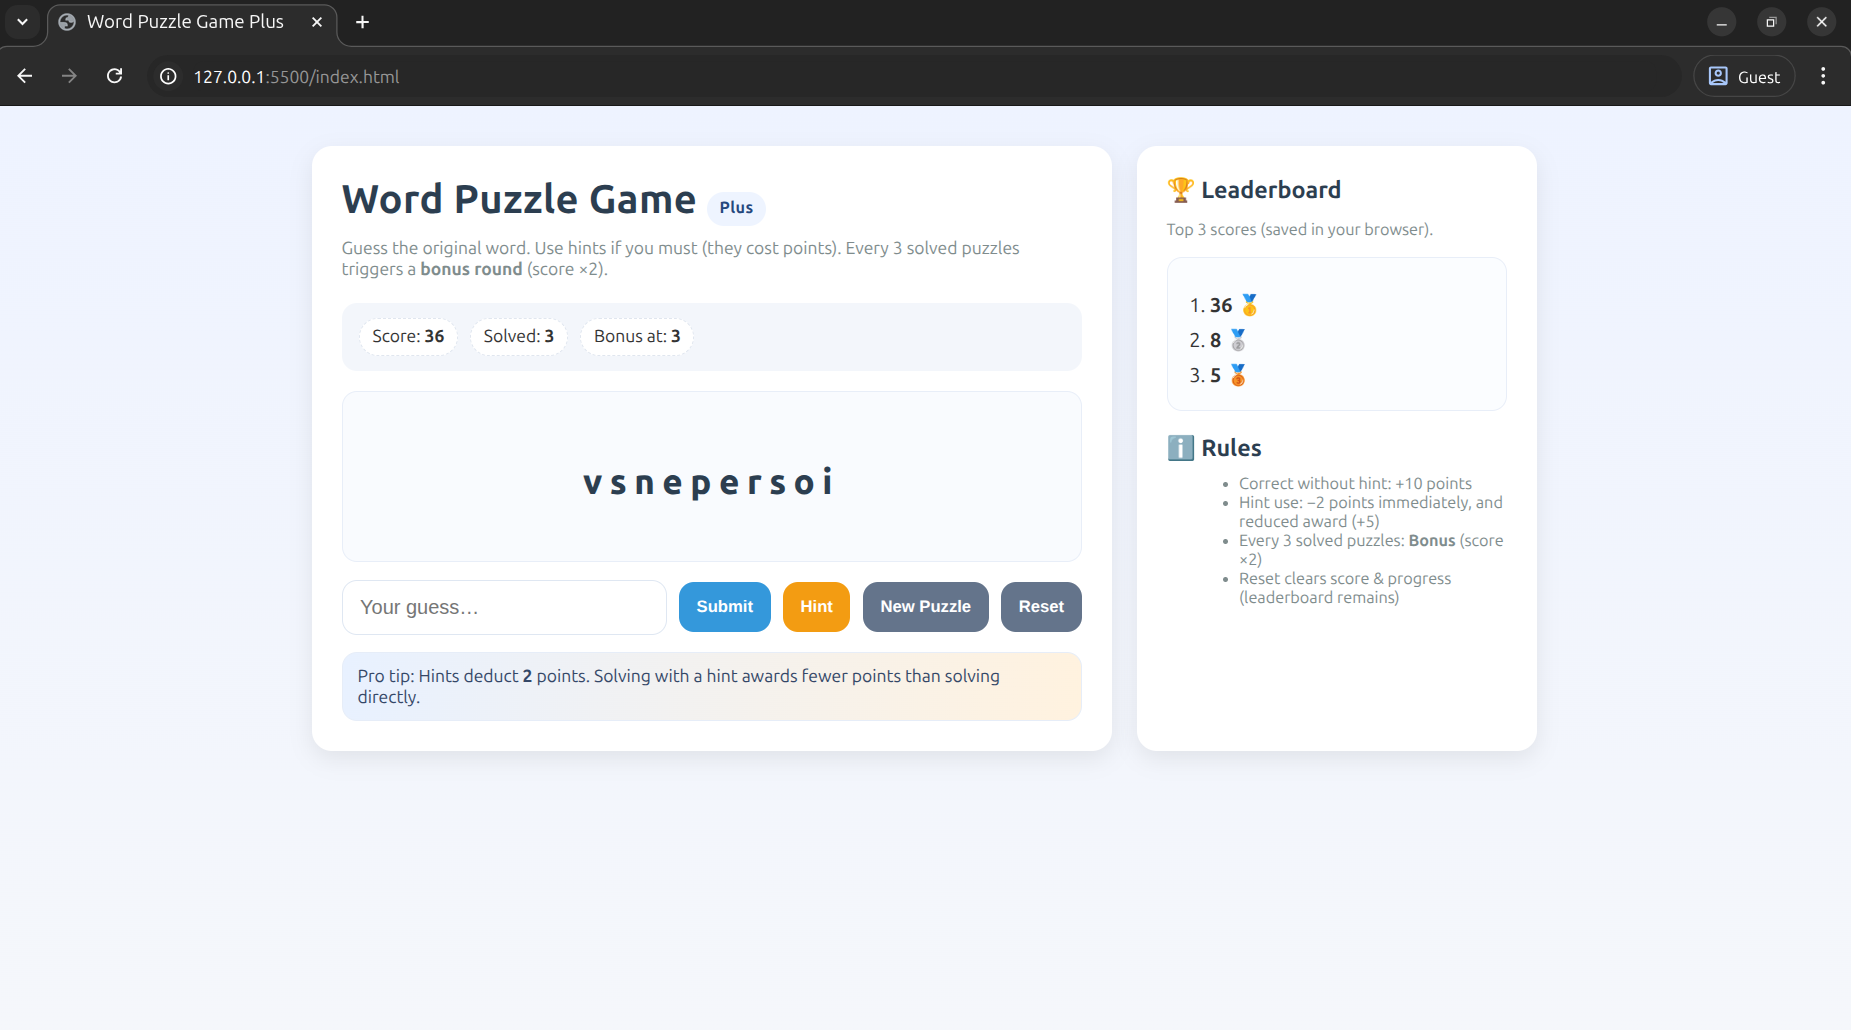 Word Puzzle Game Plus
127.0.0.1:5500/index.html
Guest
Word Puzzle Game Plus
Guess the original word. Use hints if you must (they cost points). Every 3 solved puzzles
triggers a bonus round (score ×2).
Score: 36 Solved: 3 Bonus at: 3
v s n e p e r s o i
Your guess…
Submit
Hint
New Puzzle
Reset
Pro tip: Hints deduct 2 points. Solving with a hint awards fewer points than solving
directly.
🏆 Leaderboard
Top 3 scores (saved in your browser).
1. 36 🥇
2. 8 🥈
3. 5 🥉
ℹ️ Rules
• Correct without hint: +10 points
• Hint use: −2 points immediately, and
reduced award (+5)
• Every 3 solved puzzles: Bonus (score
×2)
• Reset clears score & progress
(leaderboard remains)